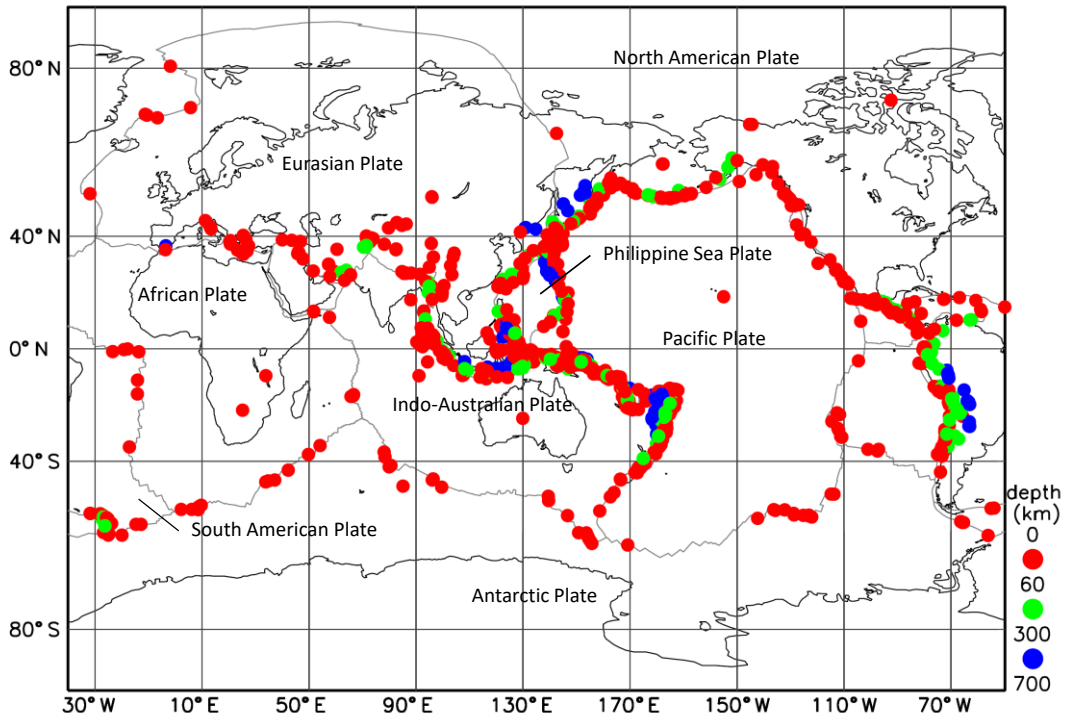 North American Plate
80° N
Eurasian Plate
40° N
Philippine Sea Plate
African Plate
Pacific Plate
0° N
Indo-Australian Plate
40° S
depth
(km)
0
60
300
700
South American Plate
Antarctic Plate
80° S
30° W 10° E 50° E 90° E 130° E 170° E 150° W 110° W 70° W